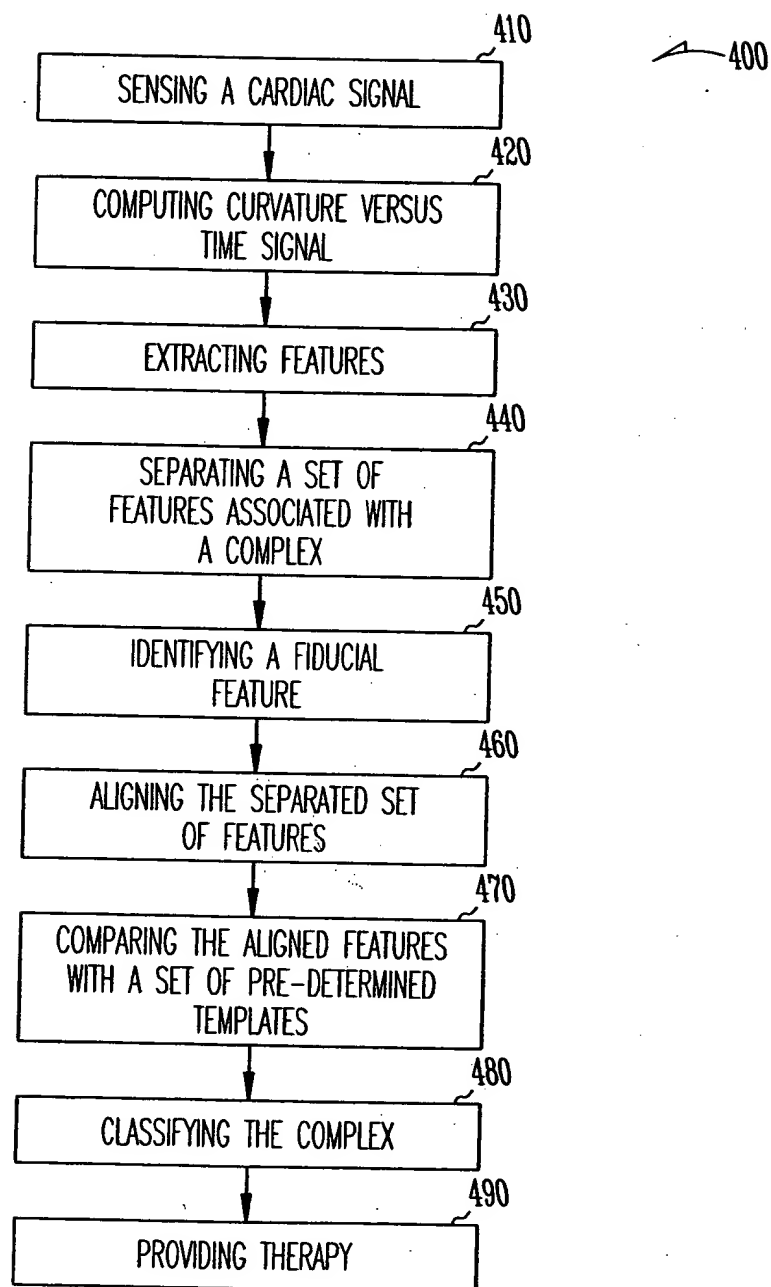 410
400
SENSING A CARDIAC SIGNAL
420
COMPUTING CURVATURE VERSUS
TIME SIGNAL
430
EXTRACTING FEATURES
440
SEPARATING A SET OF
FEATURES ASSOCIATED WITH
A COMPLEX
450
IDENTIFYING A FIDUCIAL
FEATURE
460
ALIGNING THE SEPARATED SET
OF FEATURES
470
COMPARING THE ALIGNED FEATURES
WITH A SET OF PRE-DETERMINED
TEMPLATES
480
CLASSIFYING THE COMPLEX
490
PROVIDING THERAPY